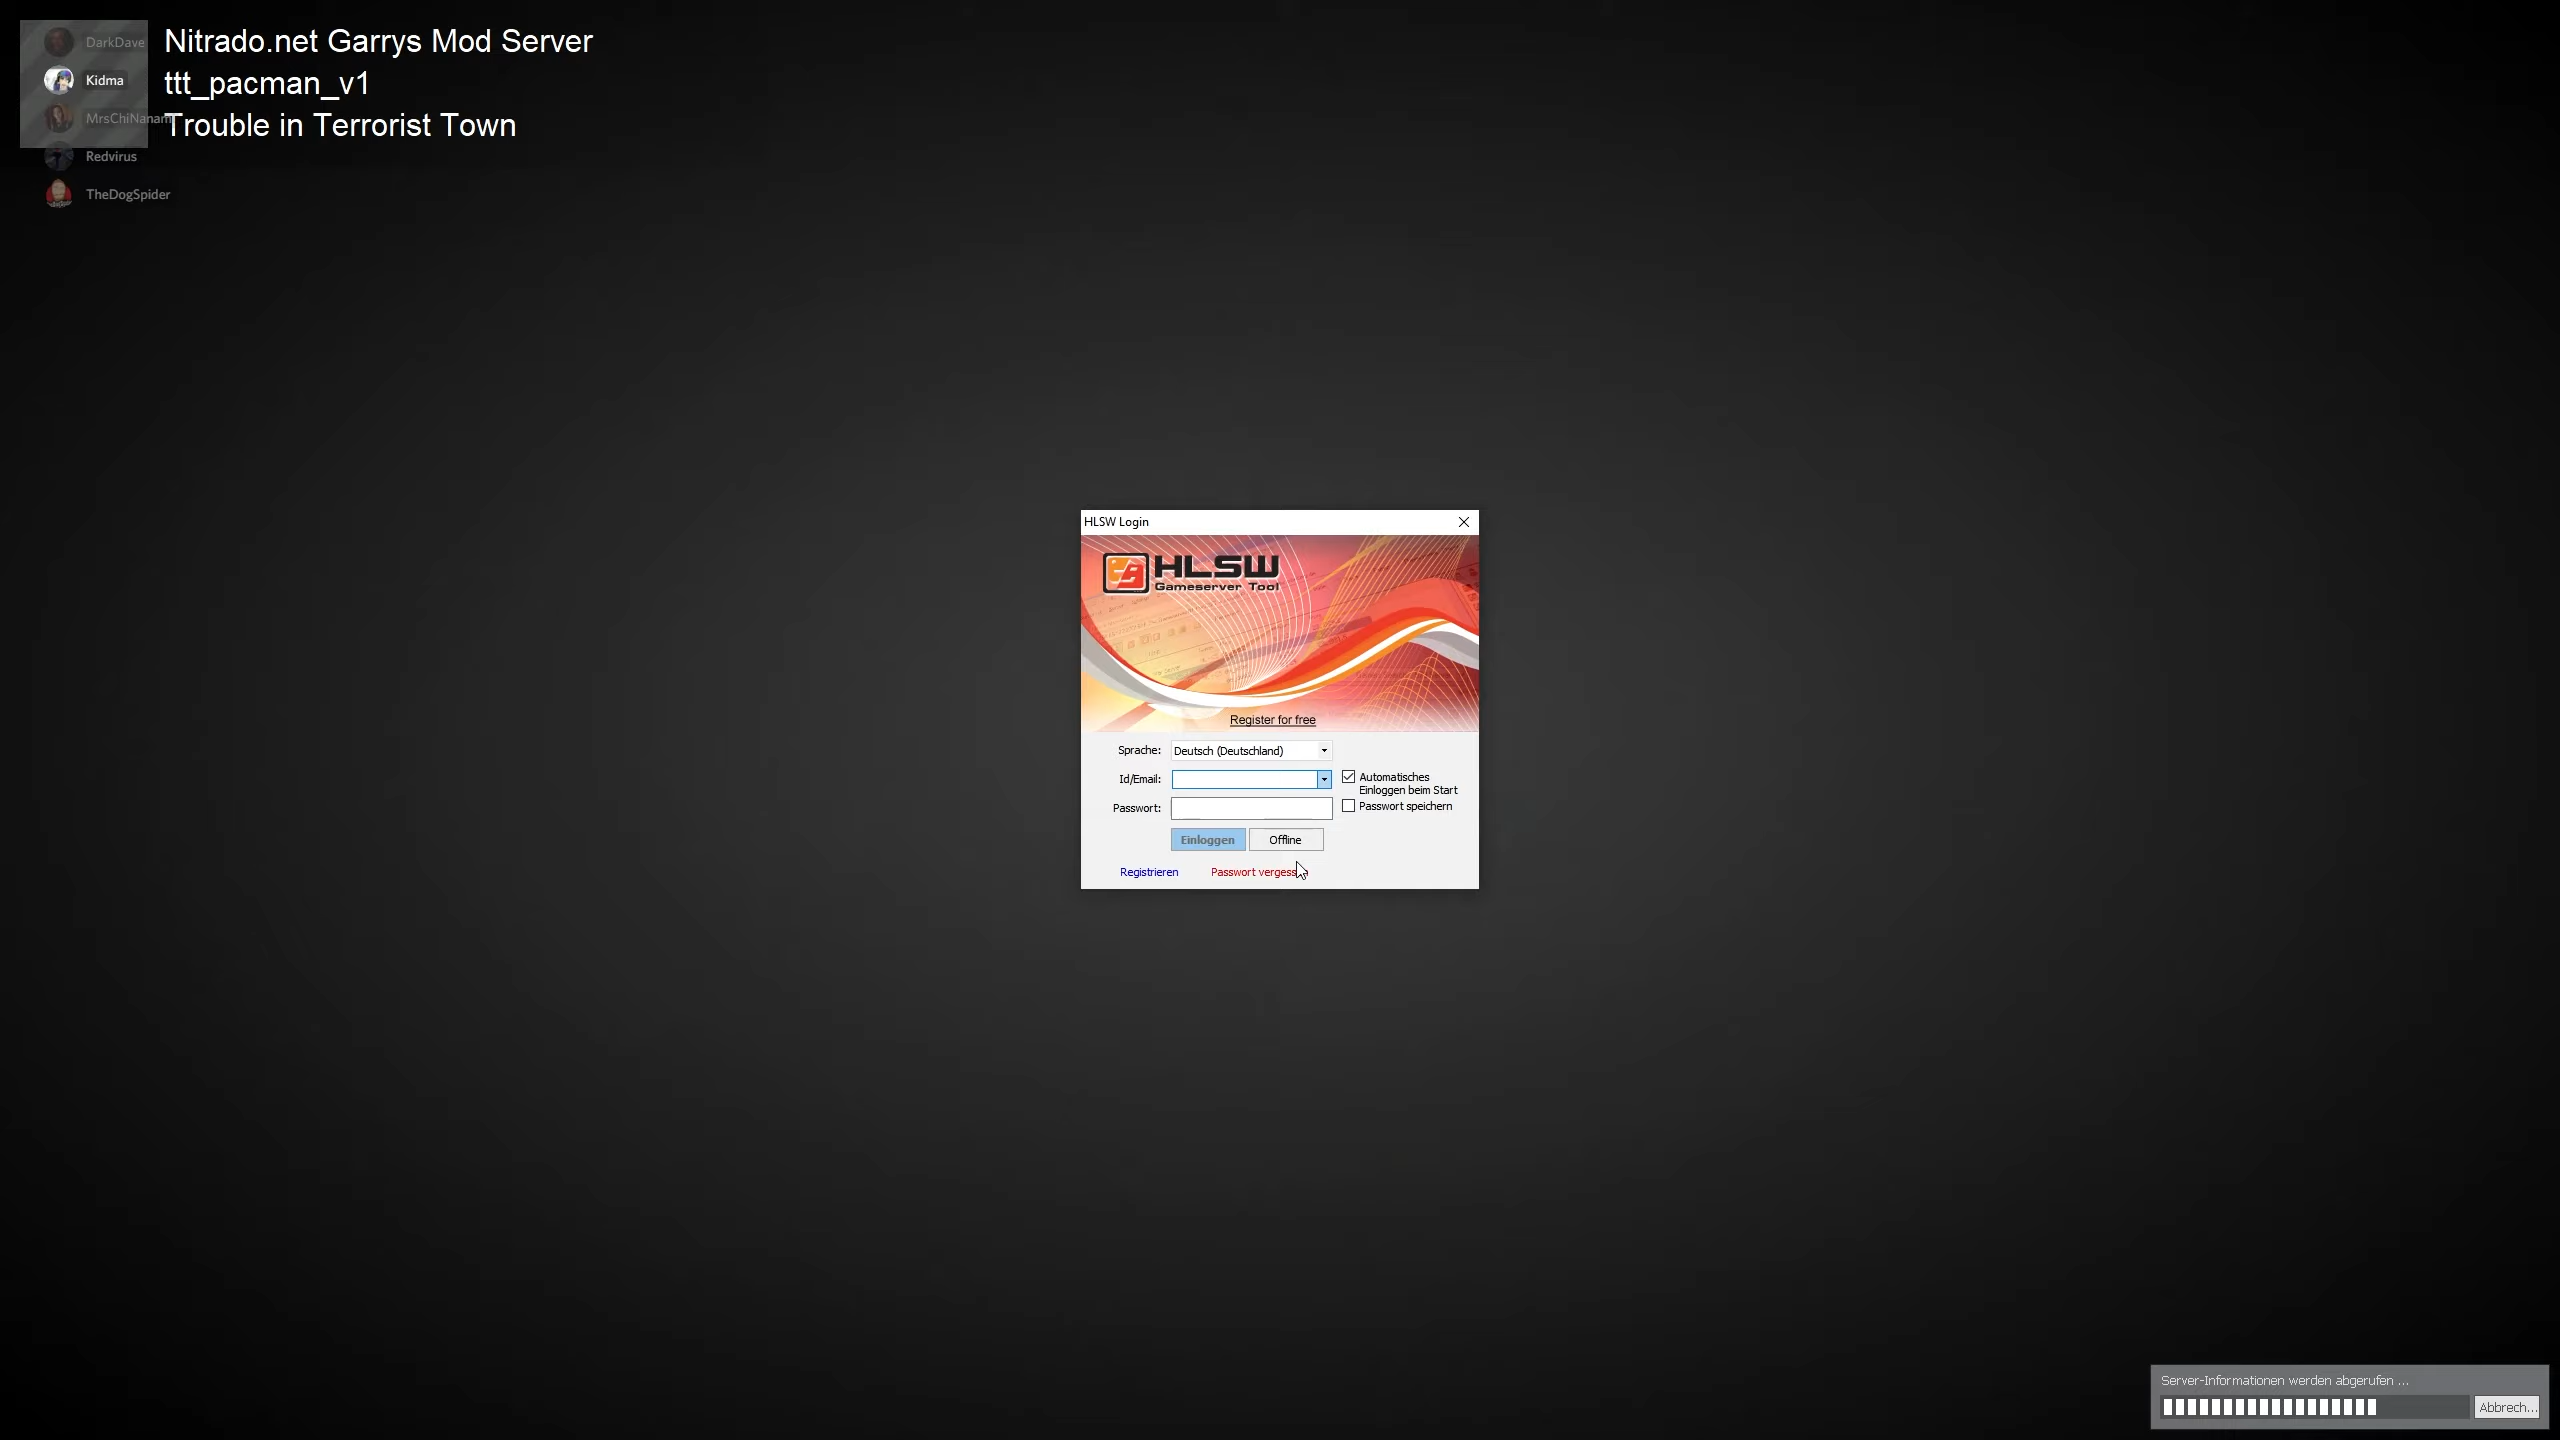 DarkDave
Kidma
MrsChiNanam
Redvirus
TheDogSpider
Nitrado.net Garrys Mod Server
ttt_pacman_v1
Trouble in Terrorist Town
HLSW Login
HLSW
Gameserver Tool
Register for free
Sprache: Deutsch (Deutschland)
Id/Email:
Automatisches
Einloggen beim Start
Passwort:
Passwort speichern
Einloggen Offline
Registrieren Passwort
Server-Informationen werden abgerufen ...
Abbrech...